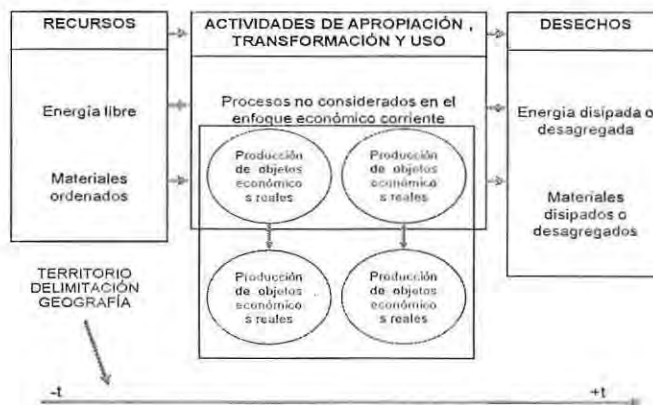 RECURSOS
Energía libre
Materiales
ordenados
ACTIVIDADES DE APROPIACIÓN ,
TRANSFORMACIÓN Y USO
Procesos no considerados en el
enfoque económico corriente
Producción
de objetos
económico
s reales
Producción
de objetos
económico
s reales
Producción
de objetos
económico
s reales
Producción
de objetos
económico
s reales
DESECHOS
Energía disipada o
desagregada
Materiales
disipados o
desagregados
TERRITORIO
DELIMITACIÓN
GEOGRAFÍA
-t
+t